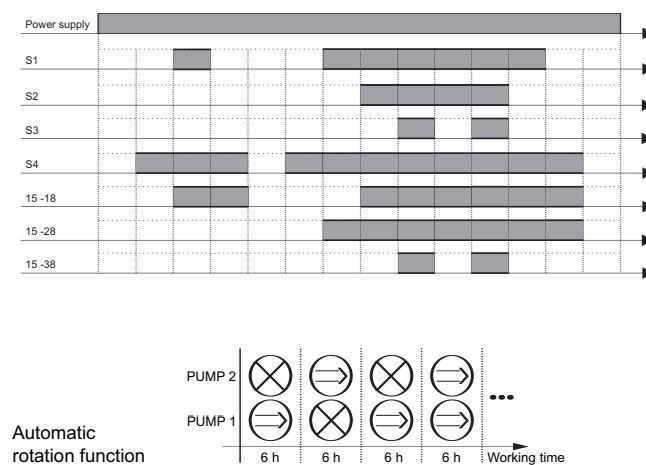 Power supply
S1
S2
S3
S4
15 -18
15 -28
15 -38
PUMP 2
PUMP 1
6 h 6 h 6 h 6 h Working time
Automatic
rotation function